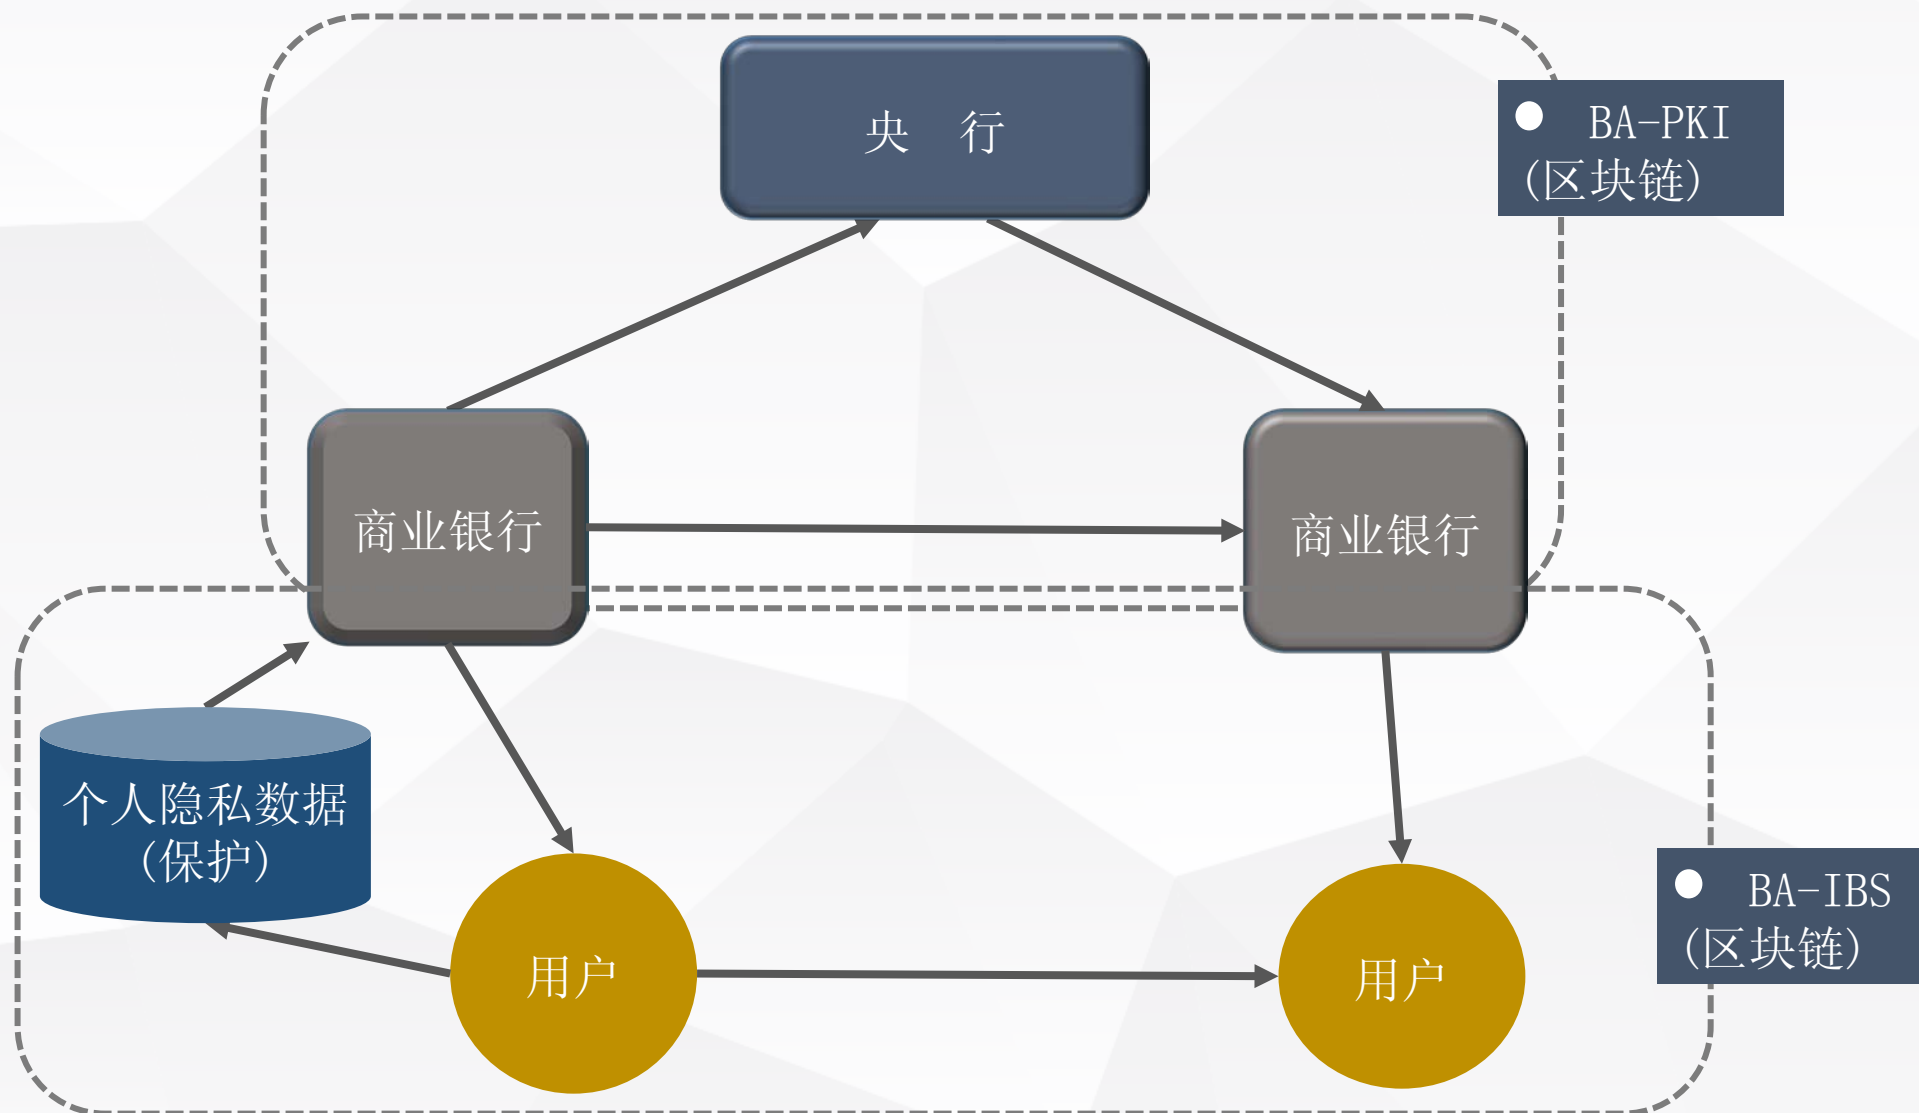 央 行
● BA-PKI
(区块链)
商业银行
商业银行
个人隐私数据
(保护)
用户
用户
● BA-IBS
(区块链)